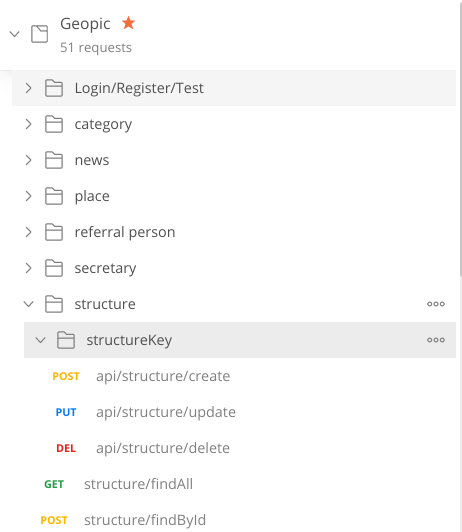 Geopic
51 requests
Login/Register/Test
category
news
place
referral person
secretary
structure
structureKey
POST api/structure/create
PUT api/structure/update
DEL api/structure/delete
GET structure/findAll
POST structure/findById